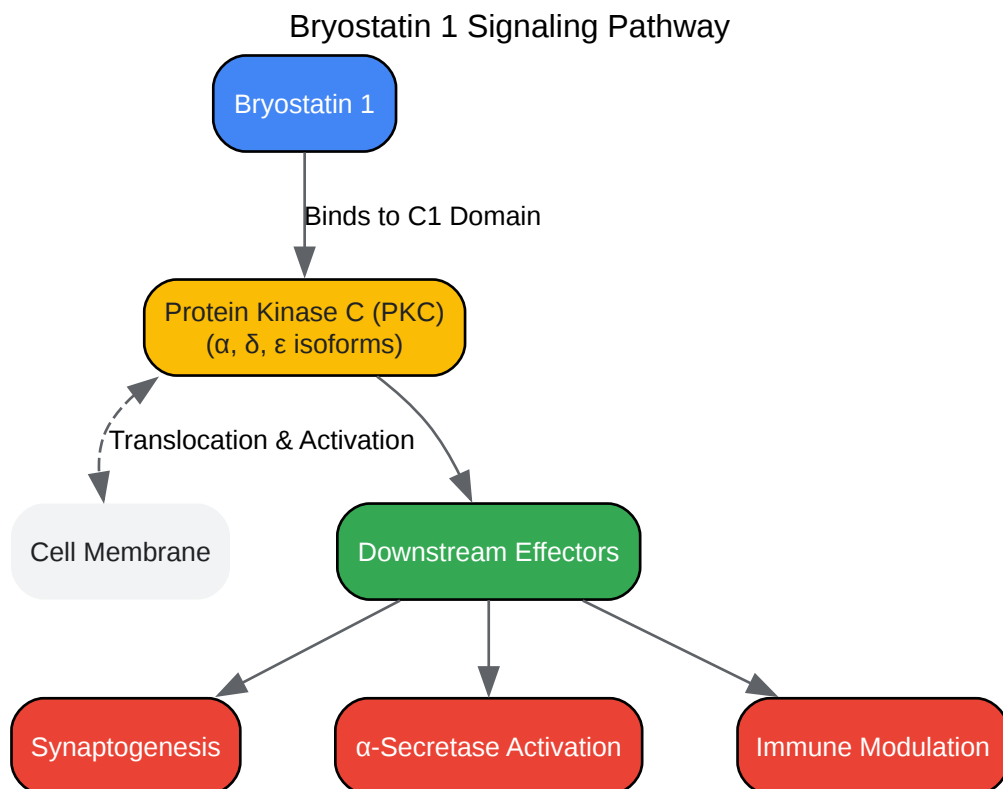 Bryostatin 1 Signaling Pathway
Bryostatin 1
Binds to C1 Domain
Protein Kinase C (PKC)
(α, δ, ε isoforms)
Translocation & Activation
Cell Membrane
Downstream Effectors
Synaptogenesis
α-Secretase Activation
Immune Modulation